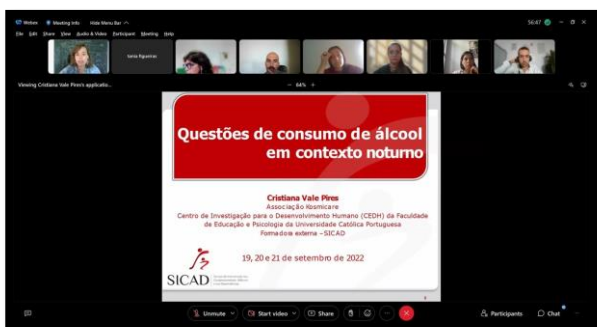 Webex Meeting Info Hide Menu Bar
56:47
File Edit Share View Audio & Video Participant Meeting Help
tania figueiras
Viewing Cristiana Vale Pires's applicatio...
84%
Questões de consumo de álcool
em contexto noturno
Cristiana Vale Pires
Associação Kosmicare
Centro de Investigação para o Desenvolvimento Humano (CEDH) da Faculdade
de Educação e Psicologia da Universidade Católica Portuguesa
Formadora externa – SICAD
19, 20 e 21 de setembro de 2022
SICAD
Unmute Start video Share
Participants Chat